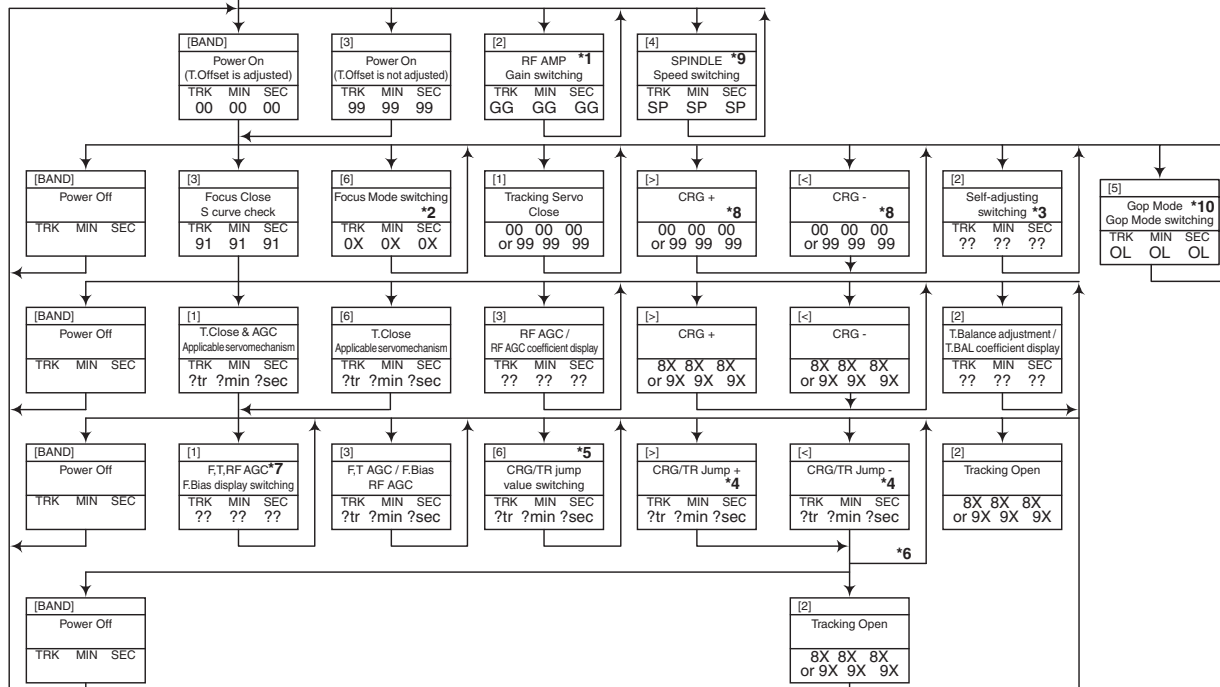 [BAND]
Power On
(T.Offset is adjusted)
TRK MIN SEC
00 00 00
[3]
Power On
(T.Offset is not adjusted)
TRK MIN SEC
99 99 99
[2]
RF AMP *1
Gain switching
TRK MIN SEC
GG GG GG
[4]
SPINDLE *9
Speed switching
TRK MIN SEC
SP SP SP
[BAND]
Power Off
TRK MIN SEC
[3]
Focus Close
S curve check
TRK MIN SEC
91 91 91
[6]
Focus Mode switching
*2
TRK MIN SEC
0X 0X 0X
[1]
Tracking Servo
Close
00 00 00
or 99 99 99
[>]
CRG +
*8
00 00 00
or 99 99 99
[<]
CRG -
*8
00 00 00
or 99 99 99
[2]
Self-adjusting
switching *3
TRK MIN SEC
?? ?? ??
[5]
Gop Mode *10
Gop Mode switching
TRK MIN SEC
OL OL OL
[BAND]
Power Off
TRK MIN SEC
[1]
T.Close & AGC
Applicable servomechanism
TRK MIN SEC
?tr ?min ?sec
[6]
T.Close
Applicable servomechanism
TRK MIN SEC
?tr ?min ?sec
[3]
RF AGC /
RF AGC coefficient display
TRK MIN SEC
?? ?? ??
[>]
CRG +
8X 8X 8X
or 9X 9X 9X
[<]
CRG -
8X 8X 8X
or 9X 9X 9X
[2]
T.Balance adjustment /
T.BAL coefficient display
TRK MIN SEC
?? ?? ??
[BAND]
Power Off
TRK MIN SEC
[1]
F,T,RF AGC*7
F.Bias display switching
TRK MIN SEC
?? ?? ??
[3]
F,T AGC / F.Bias
RF AGC
TRK MIN SEC
?tr ?min ?sec
[6] *5
CRG/TR jump
value switching
TRK MIN SEC
?tr ?min ?sec
[>]
CRG/TR Jump +
*4
TRK MIN SEC
?tr ?min ?sec
[<]
CRG/TR Jump -
*4
TRK MIN SEC
?tr ?min ?sec
[2]
Tracking Open
8X 8X 8X
or 9X 9X 9X
*6
[BAND]
Power Off
TRK MIN SEC
[2]
Tracking Open
8X 8X 8X
or 9X 9X 9X